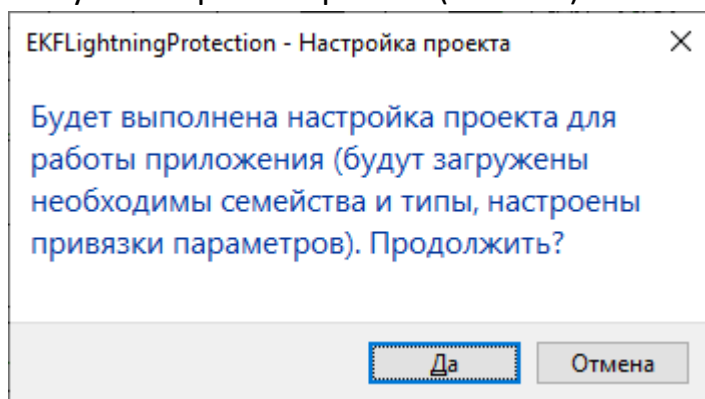 EKFLightningProtection - Настройка проекта
Будет выполнена настройка проекта для
работы приложения (будут загружены
необходимы семейства и типы, настроены
привязки параметров). Продолжить?
Да
Отмена